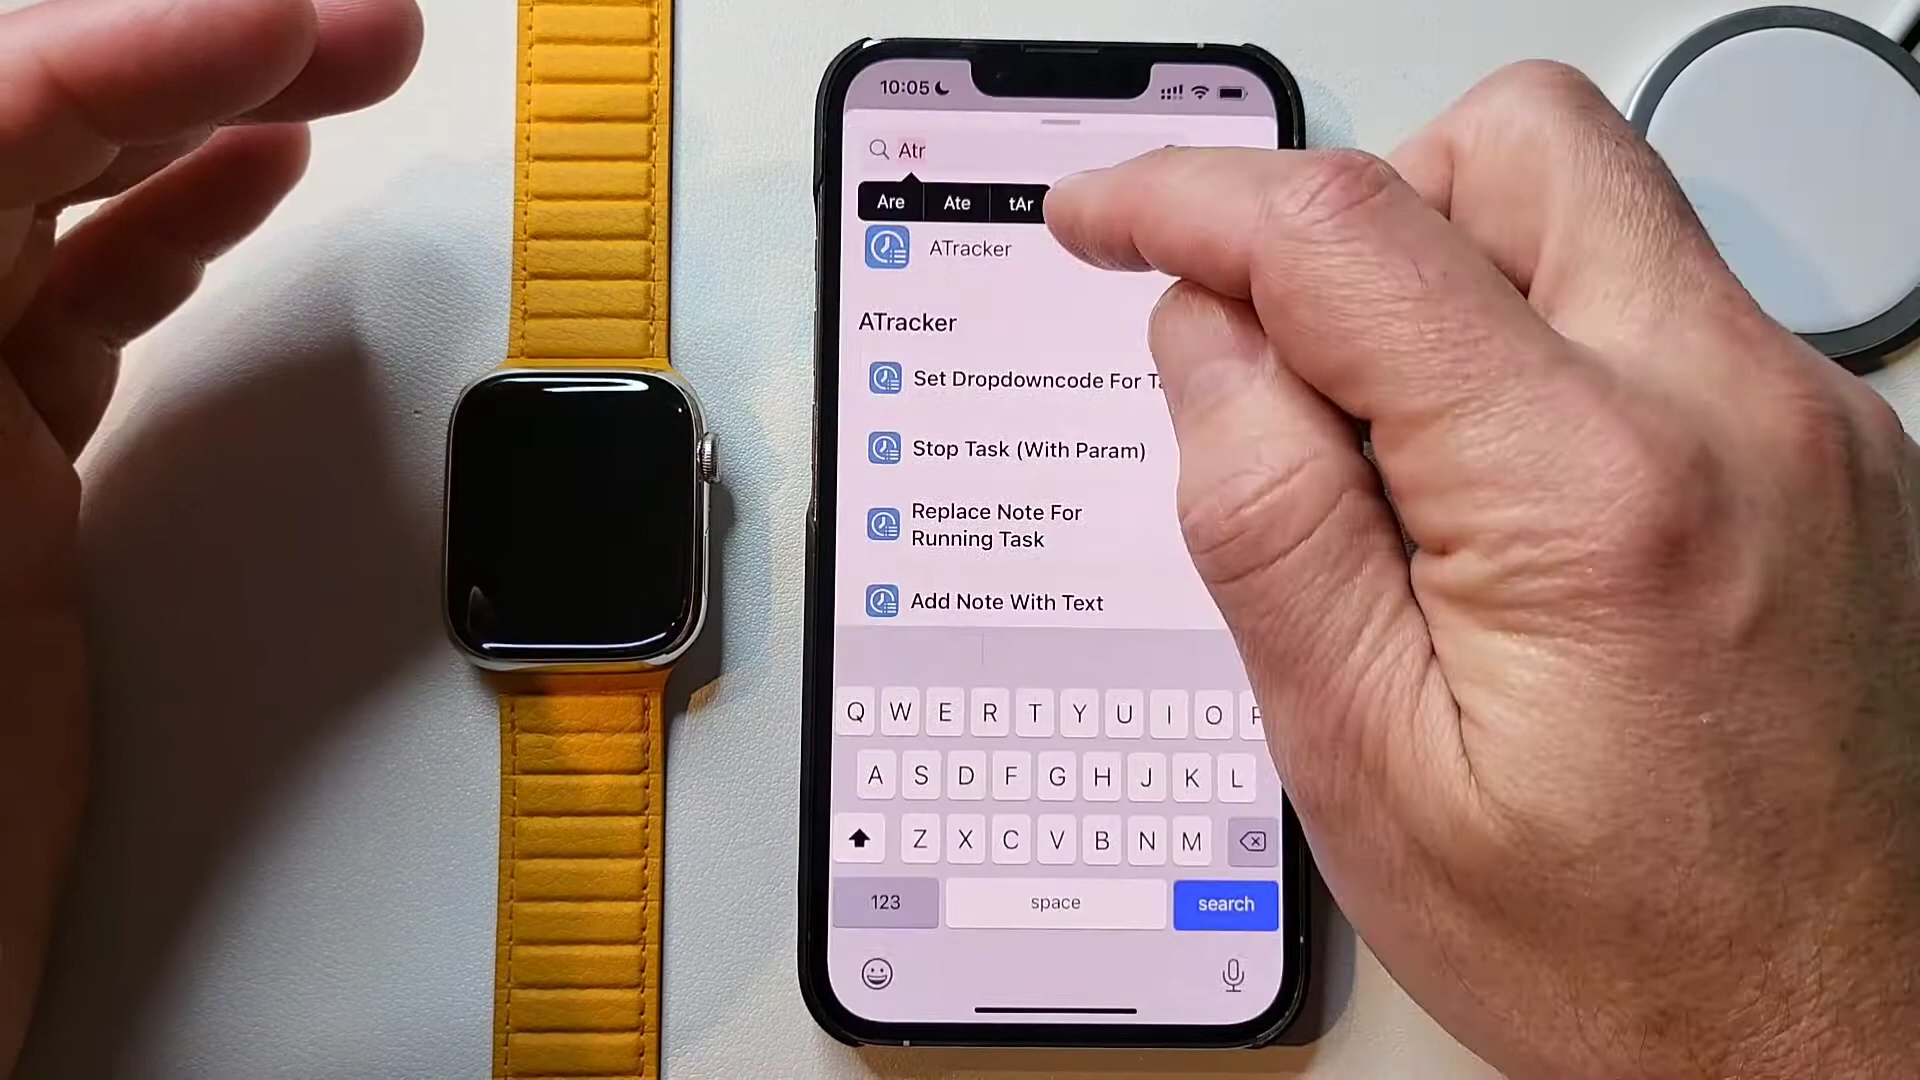 10:05
Atr
Are Ate tAr
ATracker
ATracker
Set Dropdowncode For
Stop Task (With Param)
Replace Note For
Running Task
Add Note With Text
Q W E R T Y U I O P
A S D F G H J K L
Z X C V B N M
123 space search